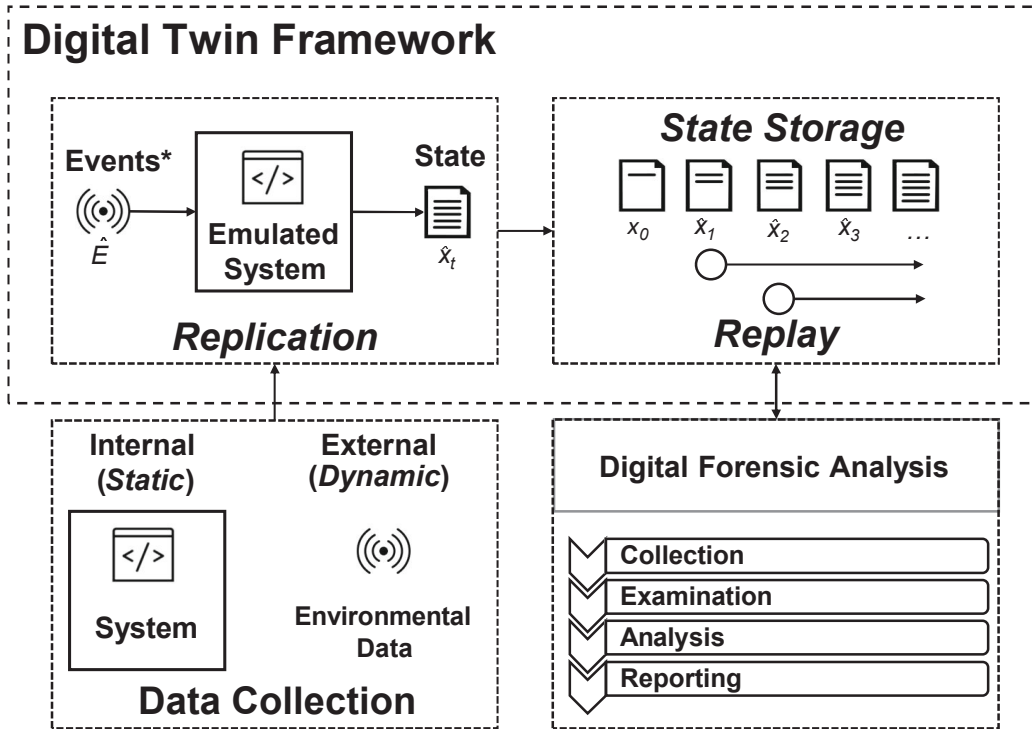 Digital Twin Framework
Events*
Ê
</>
Emulated
System
State
x̂t
Replication
State Storage
x0
x̂1
x̂2
x̂3
...
Replay
Internal
(Static)
</>
System
External
(Dynamic)
Environmental
Data
Data Collection
Digital Forensic Analysis
Collection
Examination
Analysis
Reporting